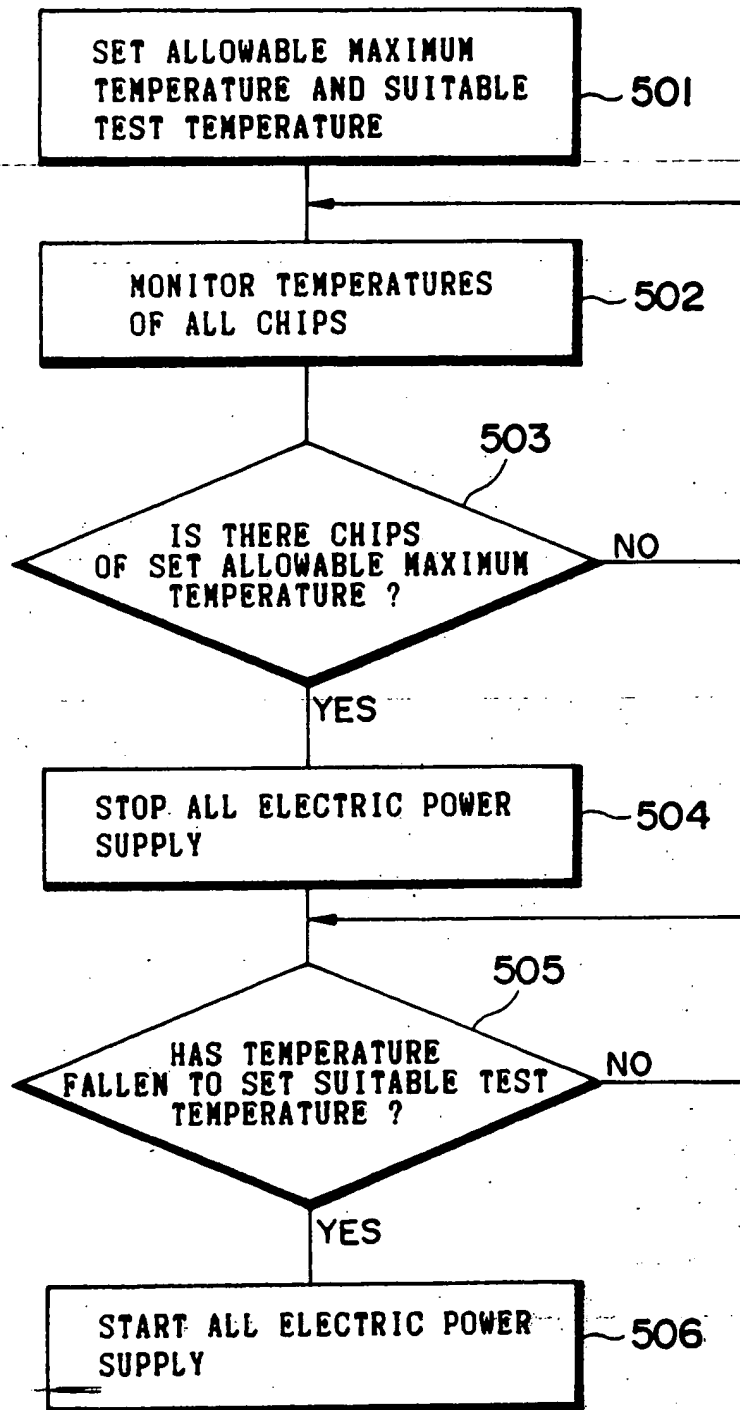 SET ALLOWABLE MAXIMUM
TEMPERATURE AND SUITABLE
TEST TEMPERATURE
501
MONITOR TEMPERATURES
OF ALL CHIPS
502
503
IS THERE CHIPS
OF SET ALLOWABLE MAXIMUM
TEMPERATURE ?
NO
YES
STOP ALL ELECTRIC POWER
SUPPLY
504
505
HAS TEMPERATURE
FALLEN TO SET SUITABLE TEST
TEMPERATURE ?
NO
YES
START ALL ELECTRIC POWER
SUPPLY
506